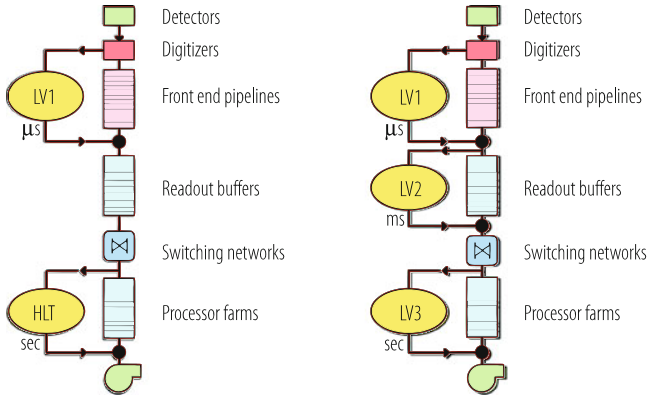 Detectors
Digitizers
LV1
Front end pipelines
μs
Readout buffers
Switching networks
HLT
Processor farms
sec
Detectors
Digitizers
LV1
Front end pipelines
μs
LV2
Readout buffers
ms
Switching networks
LV3
Processor farms
sec